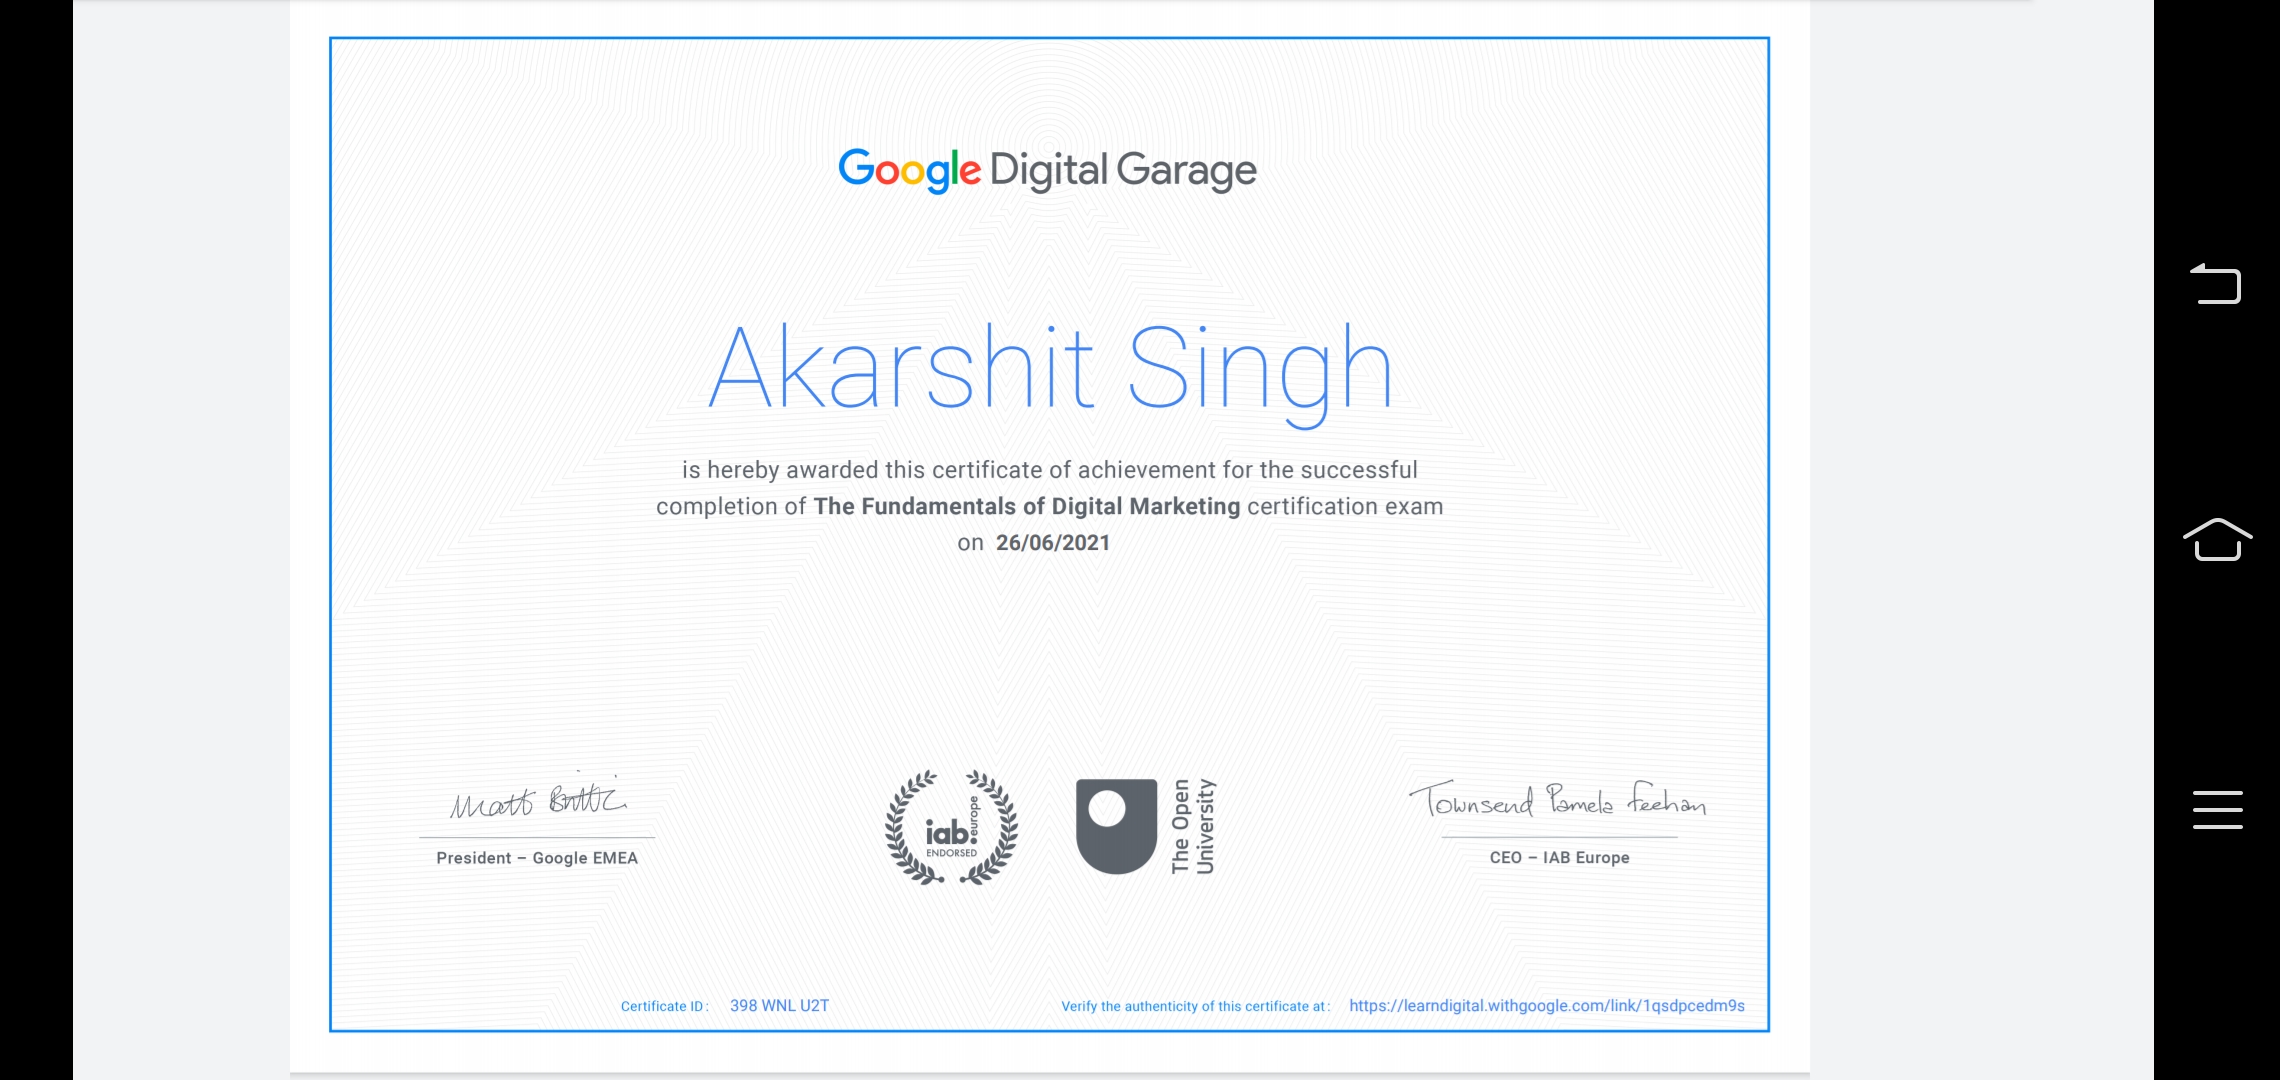 Google Digital Garage
Akarshit Singh
is hereby awarded this certificate of achievement for the successful
completion of The Fundamentals of Digital Marketing certification exam
on 26/06/2021
Matt Brittin
President – Google EMEA
iab. europe
ENDORSED
The Open
University
Townsend Pamela Feehan
CEO – IAB Europe
Certificate ID: 398 WNL U2T
Verify the authenticity of this certificate at: https://learndigital.withgoogle.com/link/1qsdpcedm9s